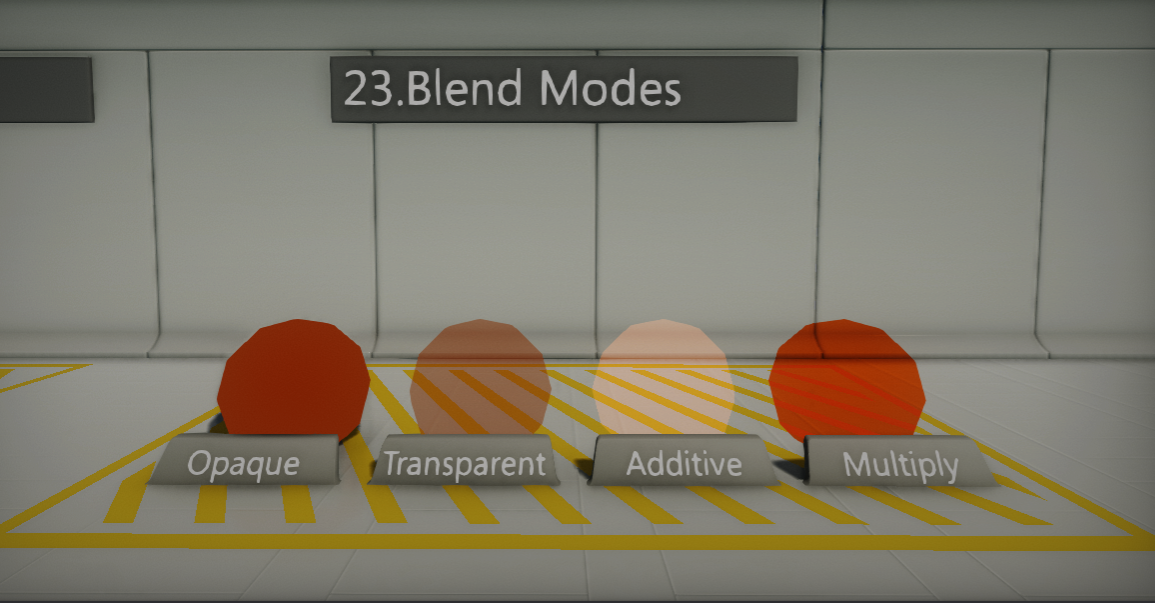 23.Blend Modes
Opaque
Transparent
Additive
Multiply